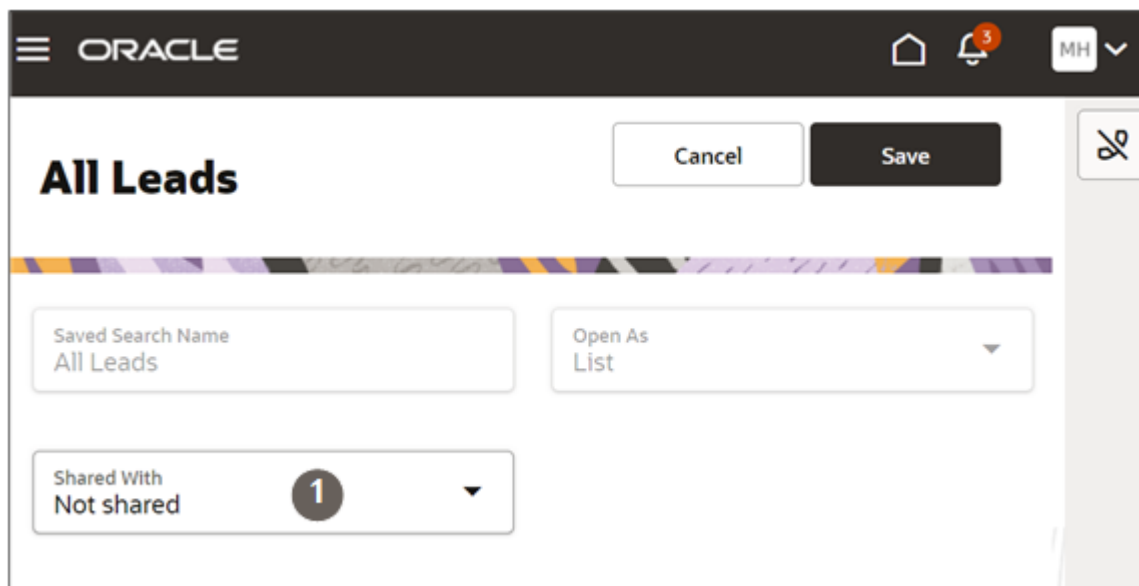 ORACLE
3
MH
All Leads
Cancel
Save
Saved Search Name
All Leads
Open As
List
Shared With
Not shared
1